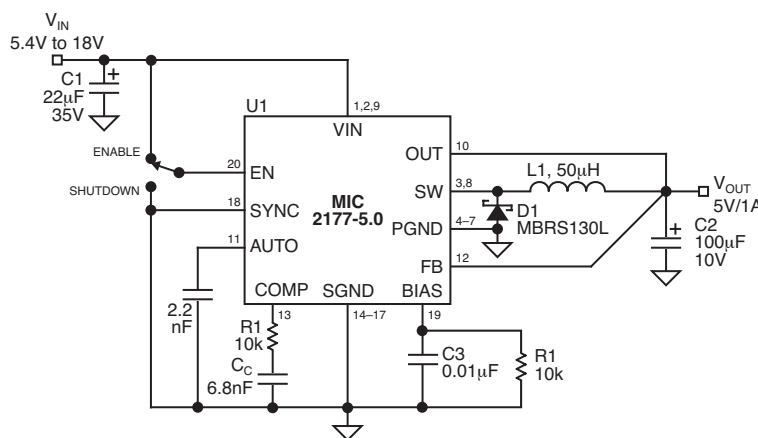 VIN
5.4V to 18V
C1
22µF
35V
+
U1
1,2,9
VIN
ENABLE
SHUTDOWN
20
EN
18
SYNC
11
AUTO
MIC
2177-5.0
OUT
10
SW
3,8
L1, 50µH
PGND
4–7
D1
MBRS130L
FB
12
VOUT
5V/1A
+
C2
100µF
10V
COMP
13
SGND
14–17
BIAS
19
2.2
nF
R1
10k
CC
6.8nF
C3
0.01µF
R1
10k